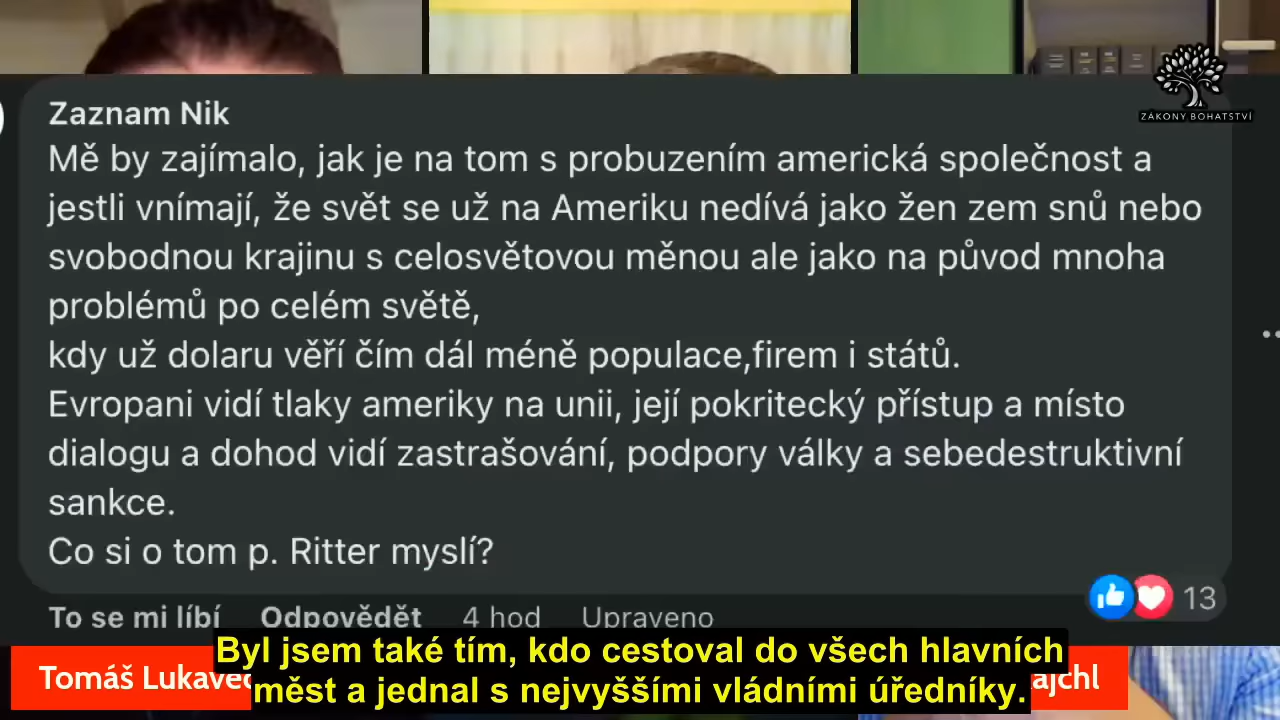 ZÁKONY BOHATSTVÍ
Zaznam Nik
Mě by zajímalo, jak je na tom s probuzením americká společnost a
jestli vnímají, že svět se už na Ameriku nedívá jako žen zem snů nebo
svobodnou krajinu s celosvětovou měnou ale jako na původ mnoha
problémů po celém světě,
kdy už dolaru věří čím dál méně populace,firem i států.
Evropani vidí tlaky ameriky na unii, její pokritecký přístup a místo
dialogu a dohod vidí zastrašování, podpory války a sebedestruktivní
sankce.
Co si o tom p. Ritter myslí?
13
To se mi líbí Odpovědět 4 hod Upraveno
Byl jsem také tím, kdo cestoval do všech hlavních
měst a jednal s nejvyššími vládními úředníky.
Tomáš